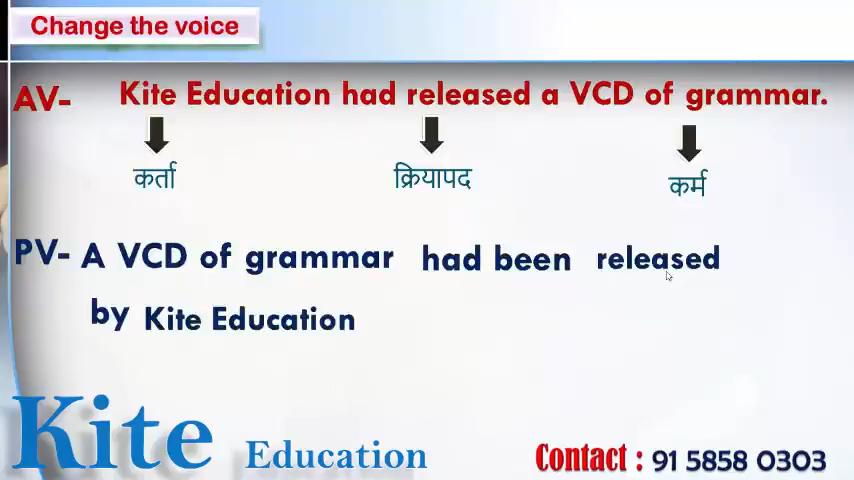 Change the voice
AV- Kite Education had released a VCD of grammar.
कर्ता क्रियापद कर्म
PV- A VCD of grammar had been released
by Kite Education
Kite Education
Contact : 91 5858 0303